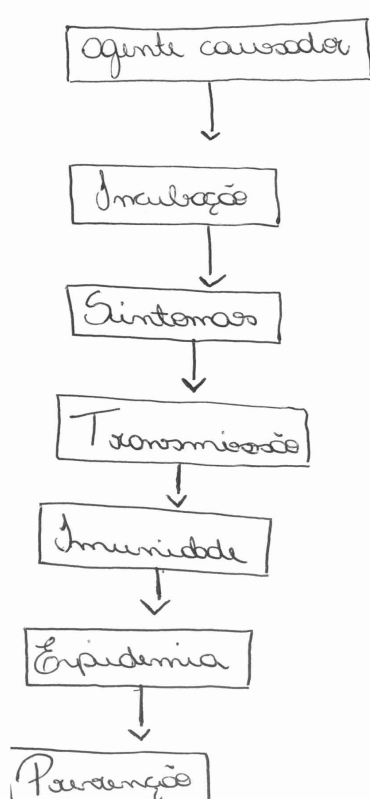 agente causador
Incubação
Sintomas
Transmissão
Imunidade
Epidemia
Prevenção